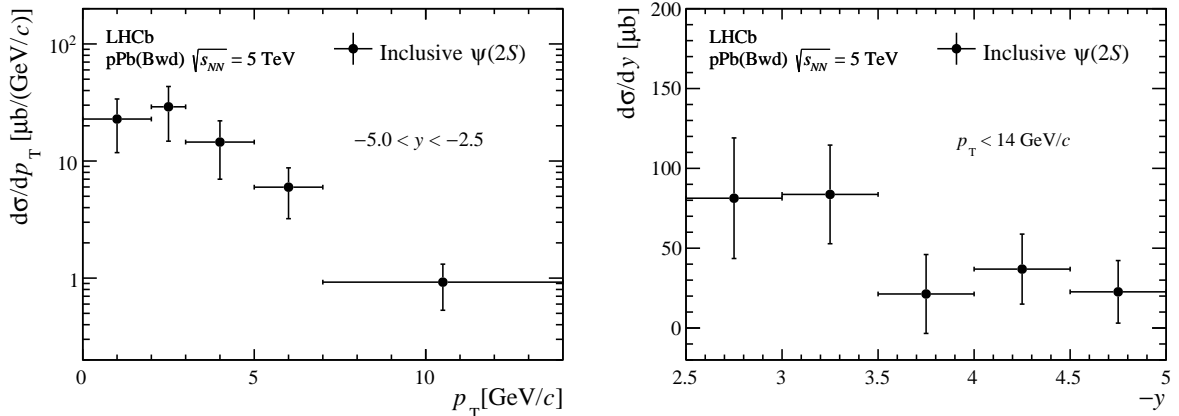 dσ/dp_T [μb/(GeV/c)]
LHCb
pPb(Bwd) √s_NN = 5 TeV
Inclusive ψ(2S)
−5.0 < y < −2.5
10²
10
1
0 5 10
p_T [GeV/c]
dσ/dy [μb]
LHCb
pPb(Bwd) √s_NN = 5 TeV
Inclusive ψ(2S)
p_T < 14 GeV/c
200
150
100
50
0
2.5 3 3.5 4 4.5 5
−y